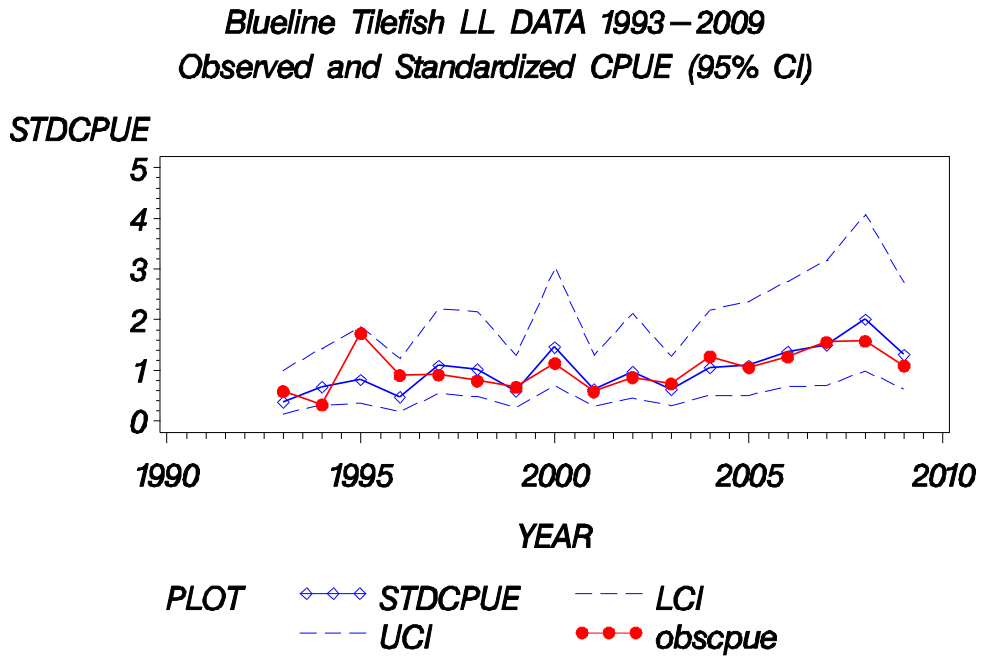 Blueline Tilefish LL DATA 1993–2009
Observed and Standardized CPUE (95% CI)
STDCPUE
5
4
3
2
1
0
1990 1995 2000 2005 2010
YEAR
PLOT STDCPUE LCI
UCI obscpue